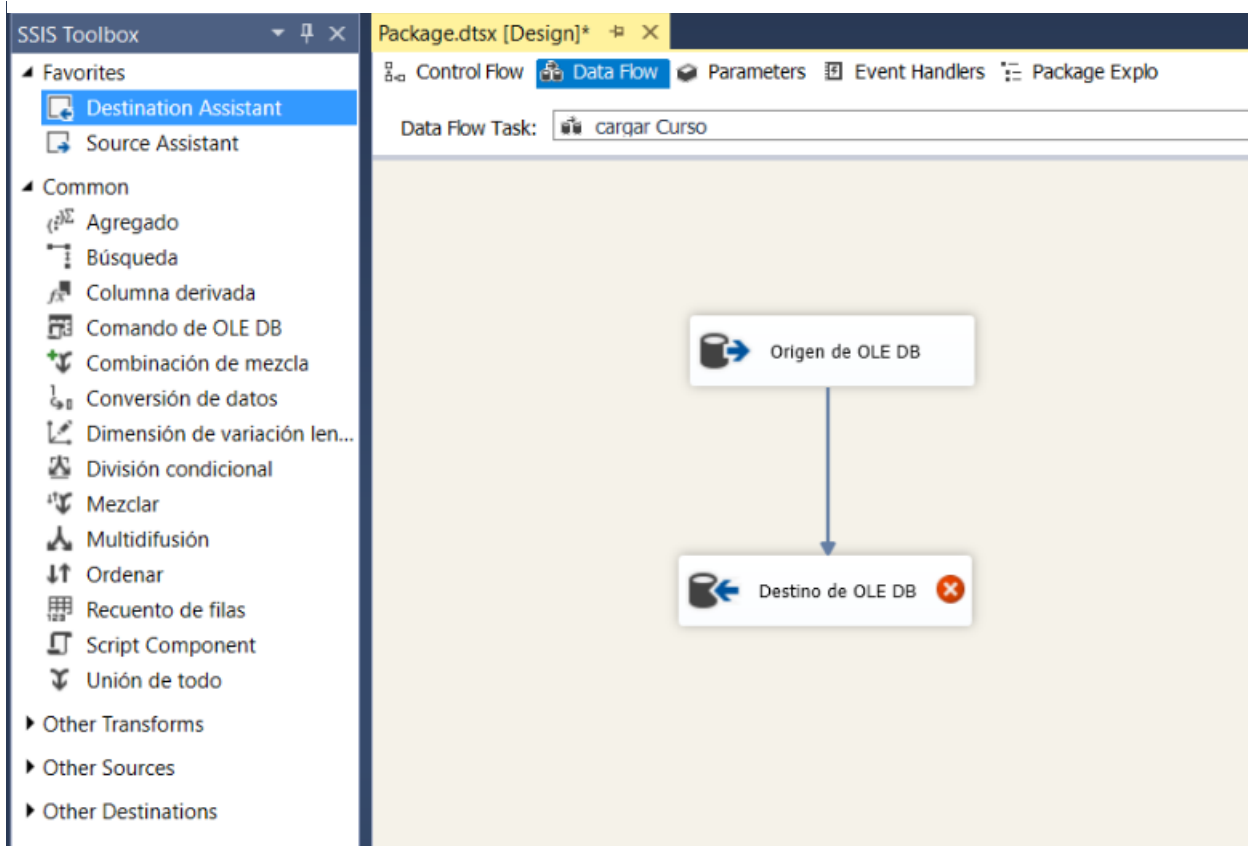 SSIS Toolbox
Favorites
Destination Assistant
Source Assistant
Common
Agregado
Búsqueda
Columna derivada
Comando de OLE DB
Combinación de mezcla
Conversión de datos
Dimensión de variación len...
División condicional
Mezclar
Multidifusión
Ordenar
Recuento de filas
Script Component
Unión de todo
Other Transforms
Other Sources
Other Destinations
Package.dtsx [Design]*
Control Flow Data Flow Parameters Event Handlers Package Explo
Data Flow Task: cargar Curso
Origen de OLE DB
Destino de OLE DB